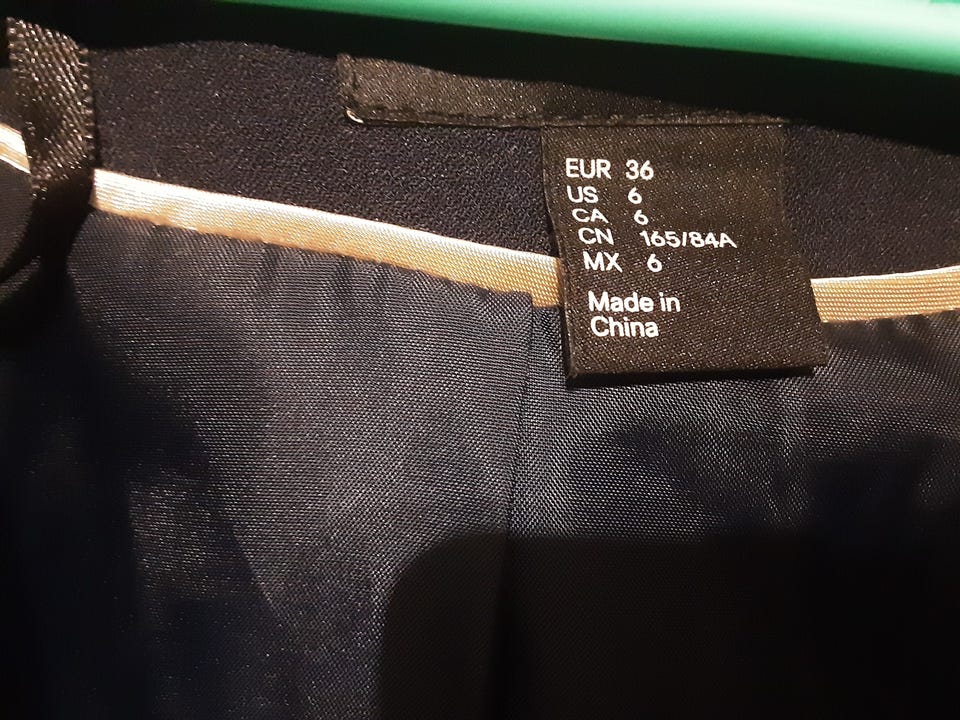 EUR 36
US 6
CA 6
CN 165/84A
MX 6
Made in
China